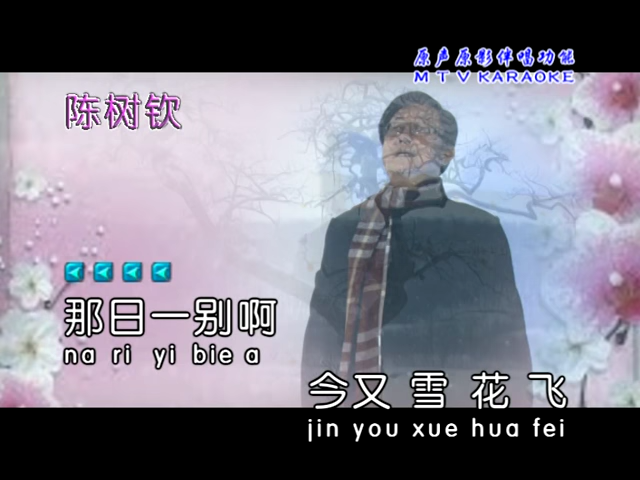 原声原影伴唱功能
MTV KARAOKE
陈树钦
那日一别啊
na ri yi bie a
今又雪花飞
jin you xue hua fei